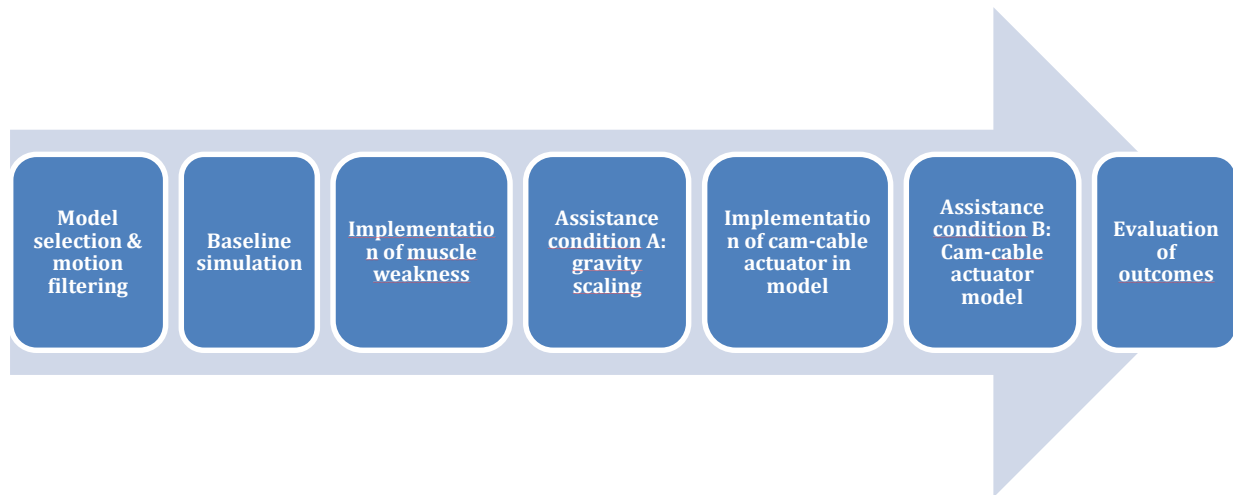 Model
selection &
motion
filtering
Baseline
simulation
Implementatio
n of muscle
weakness
Assistance
condition A:
gravity
scaling
Implementatio
n of cam-cable
actuator in
model
Assistance
condition B:
Cam-cable
actuator
model
Evaluation
of
outcomes